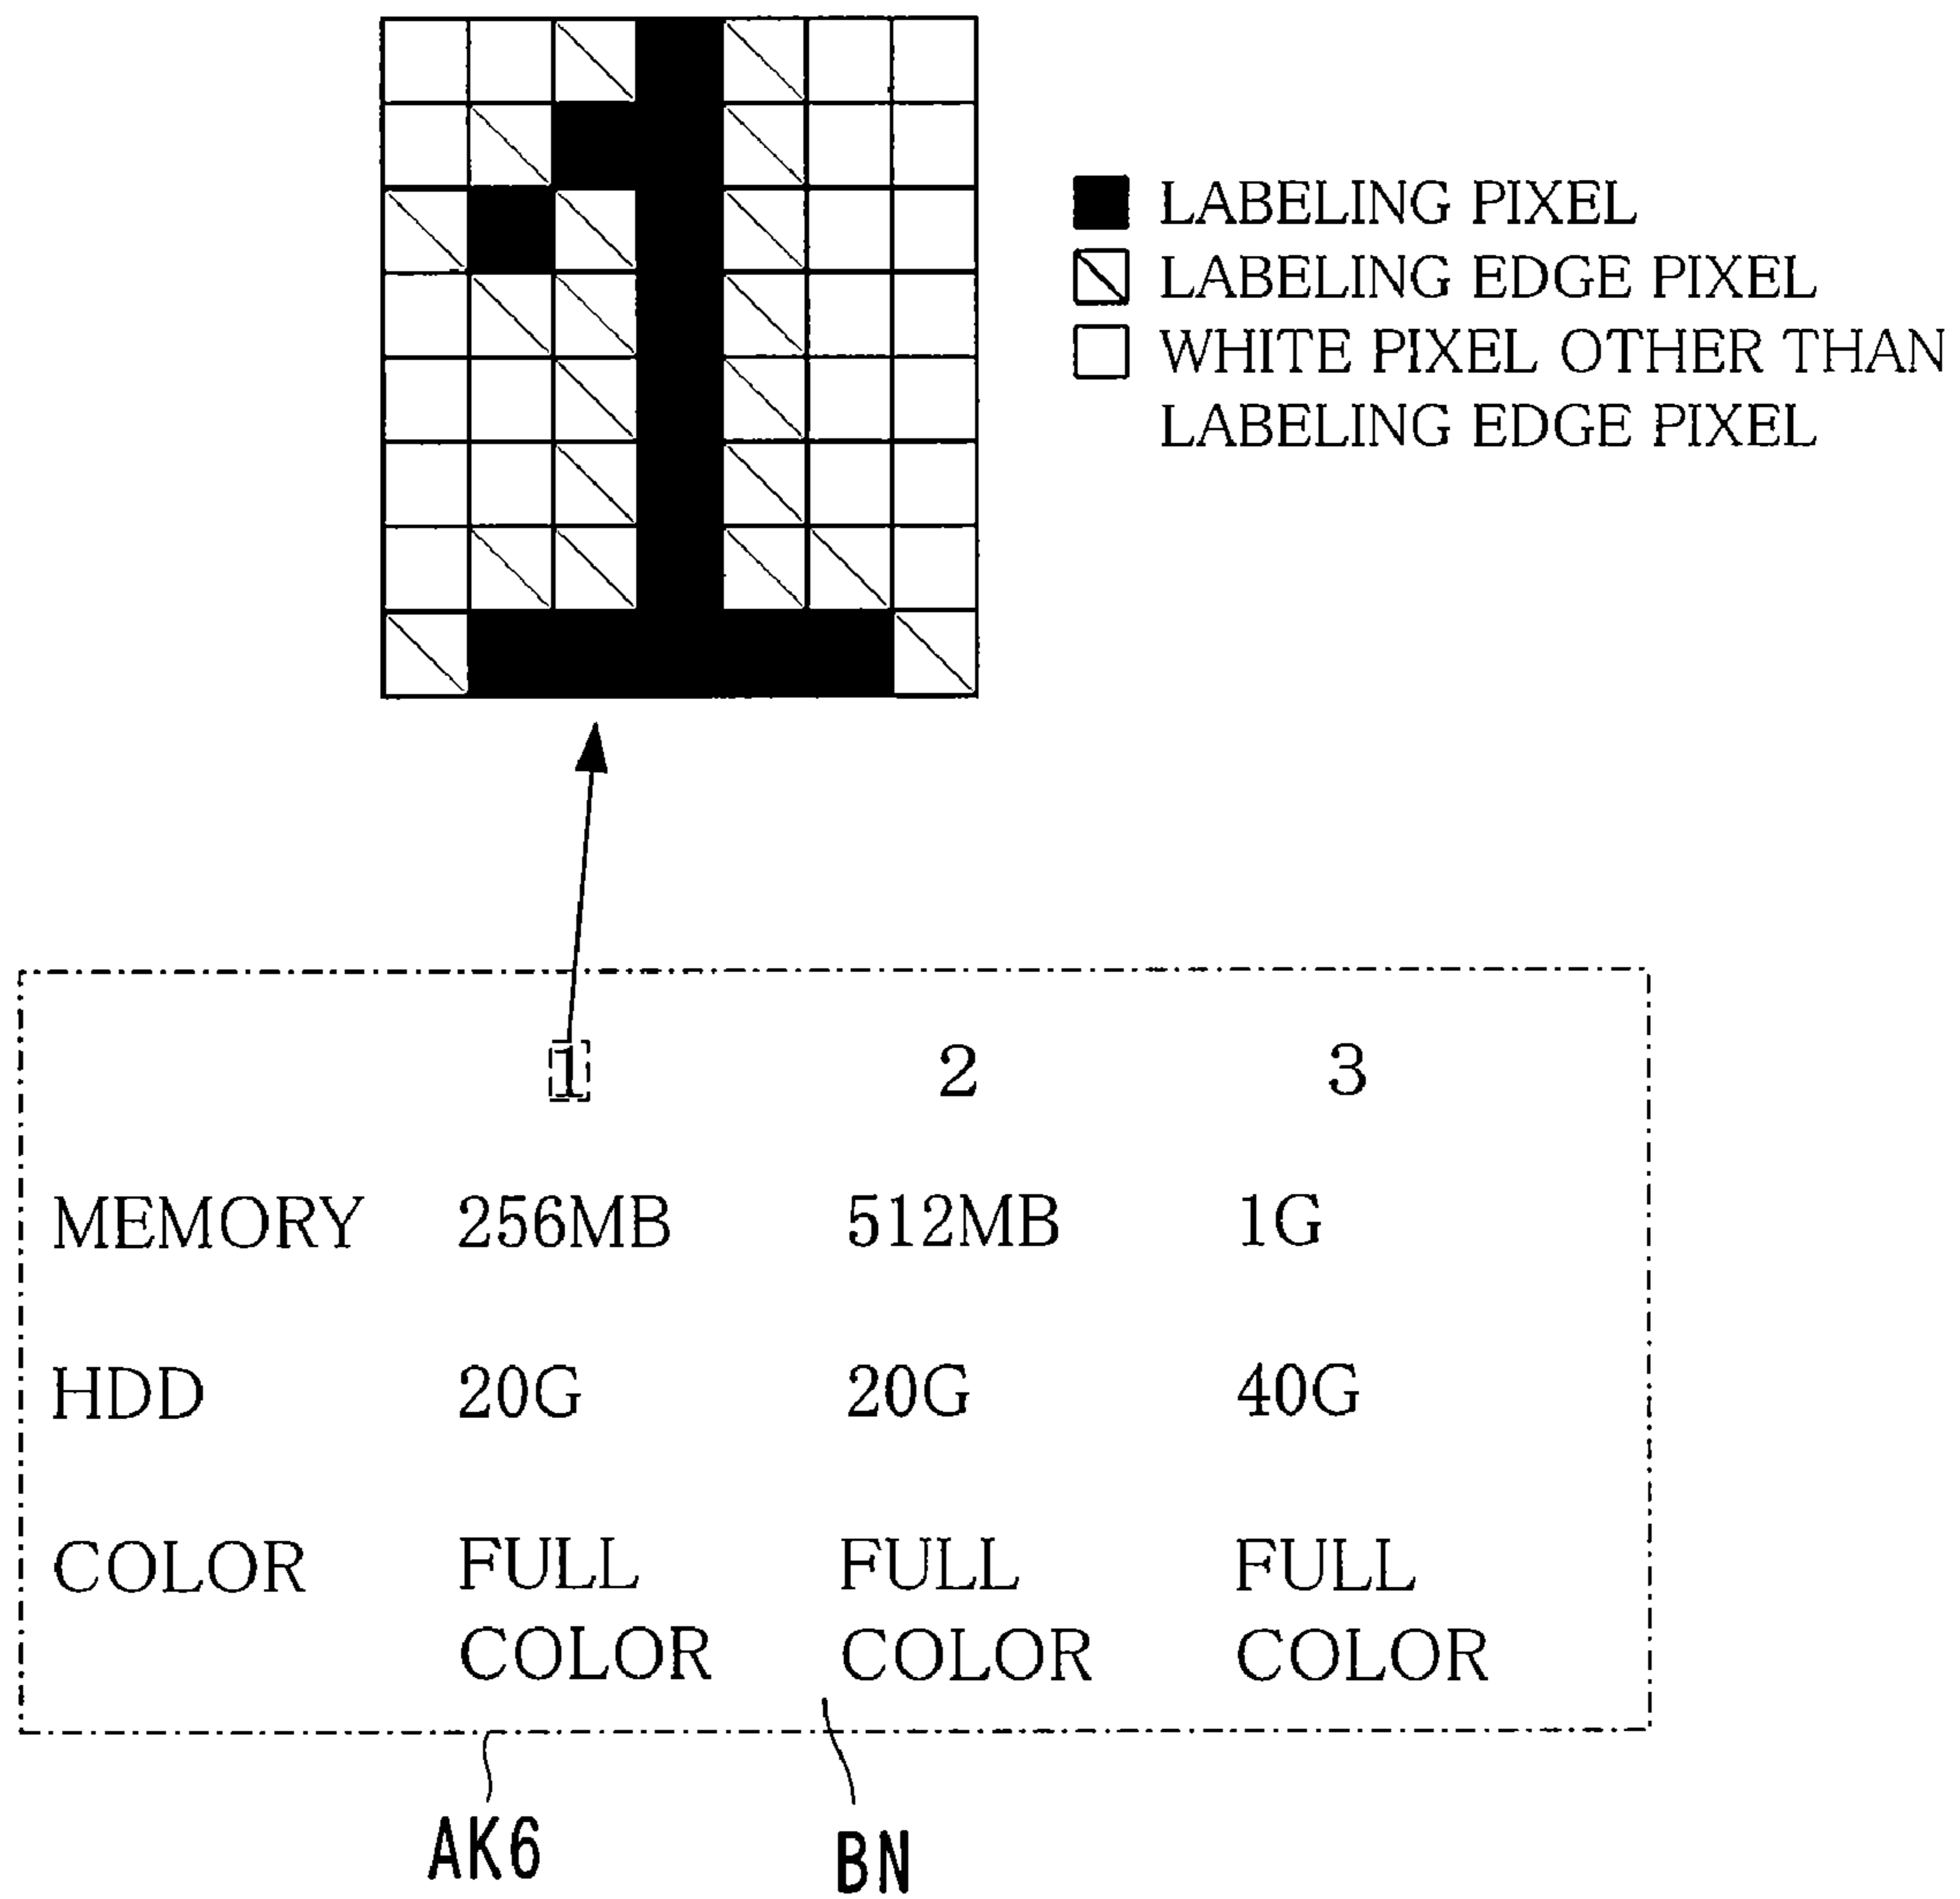 LABELING PIXEL
LABELING EDGE PIXEL
WHITE PIXEL OTHER THAN
LABELING EDGE PIXEL
1 2 3
MEMORY 256MB 512MB 1G
HDD 20G 20G 40G
COLOR FULL FULL FULL
COLOR COLOR COLOR
AK6 BN